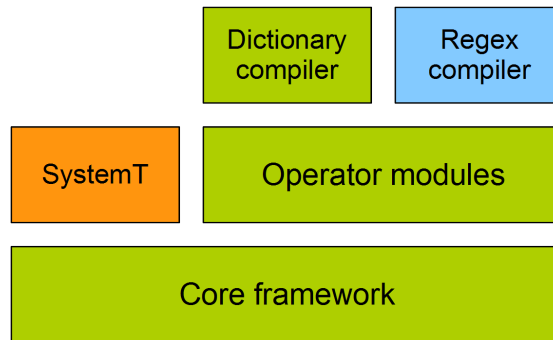 Dictionary
compiler
Regex
compiler
SystemT
Operator modules
Core framework